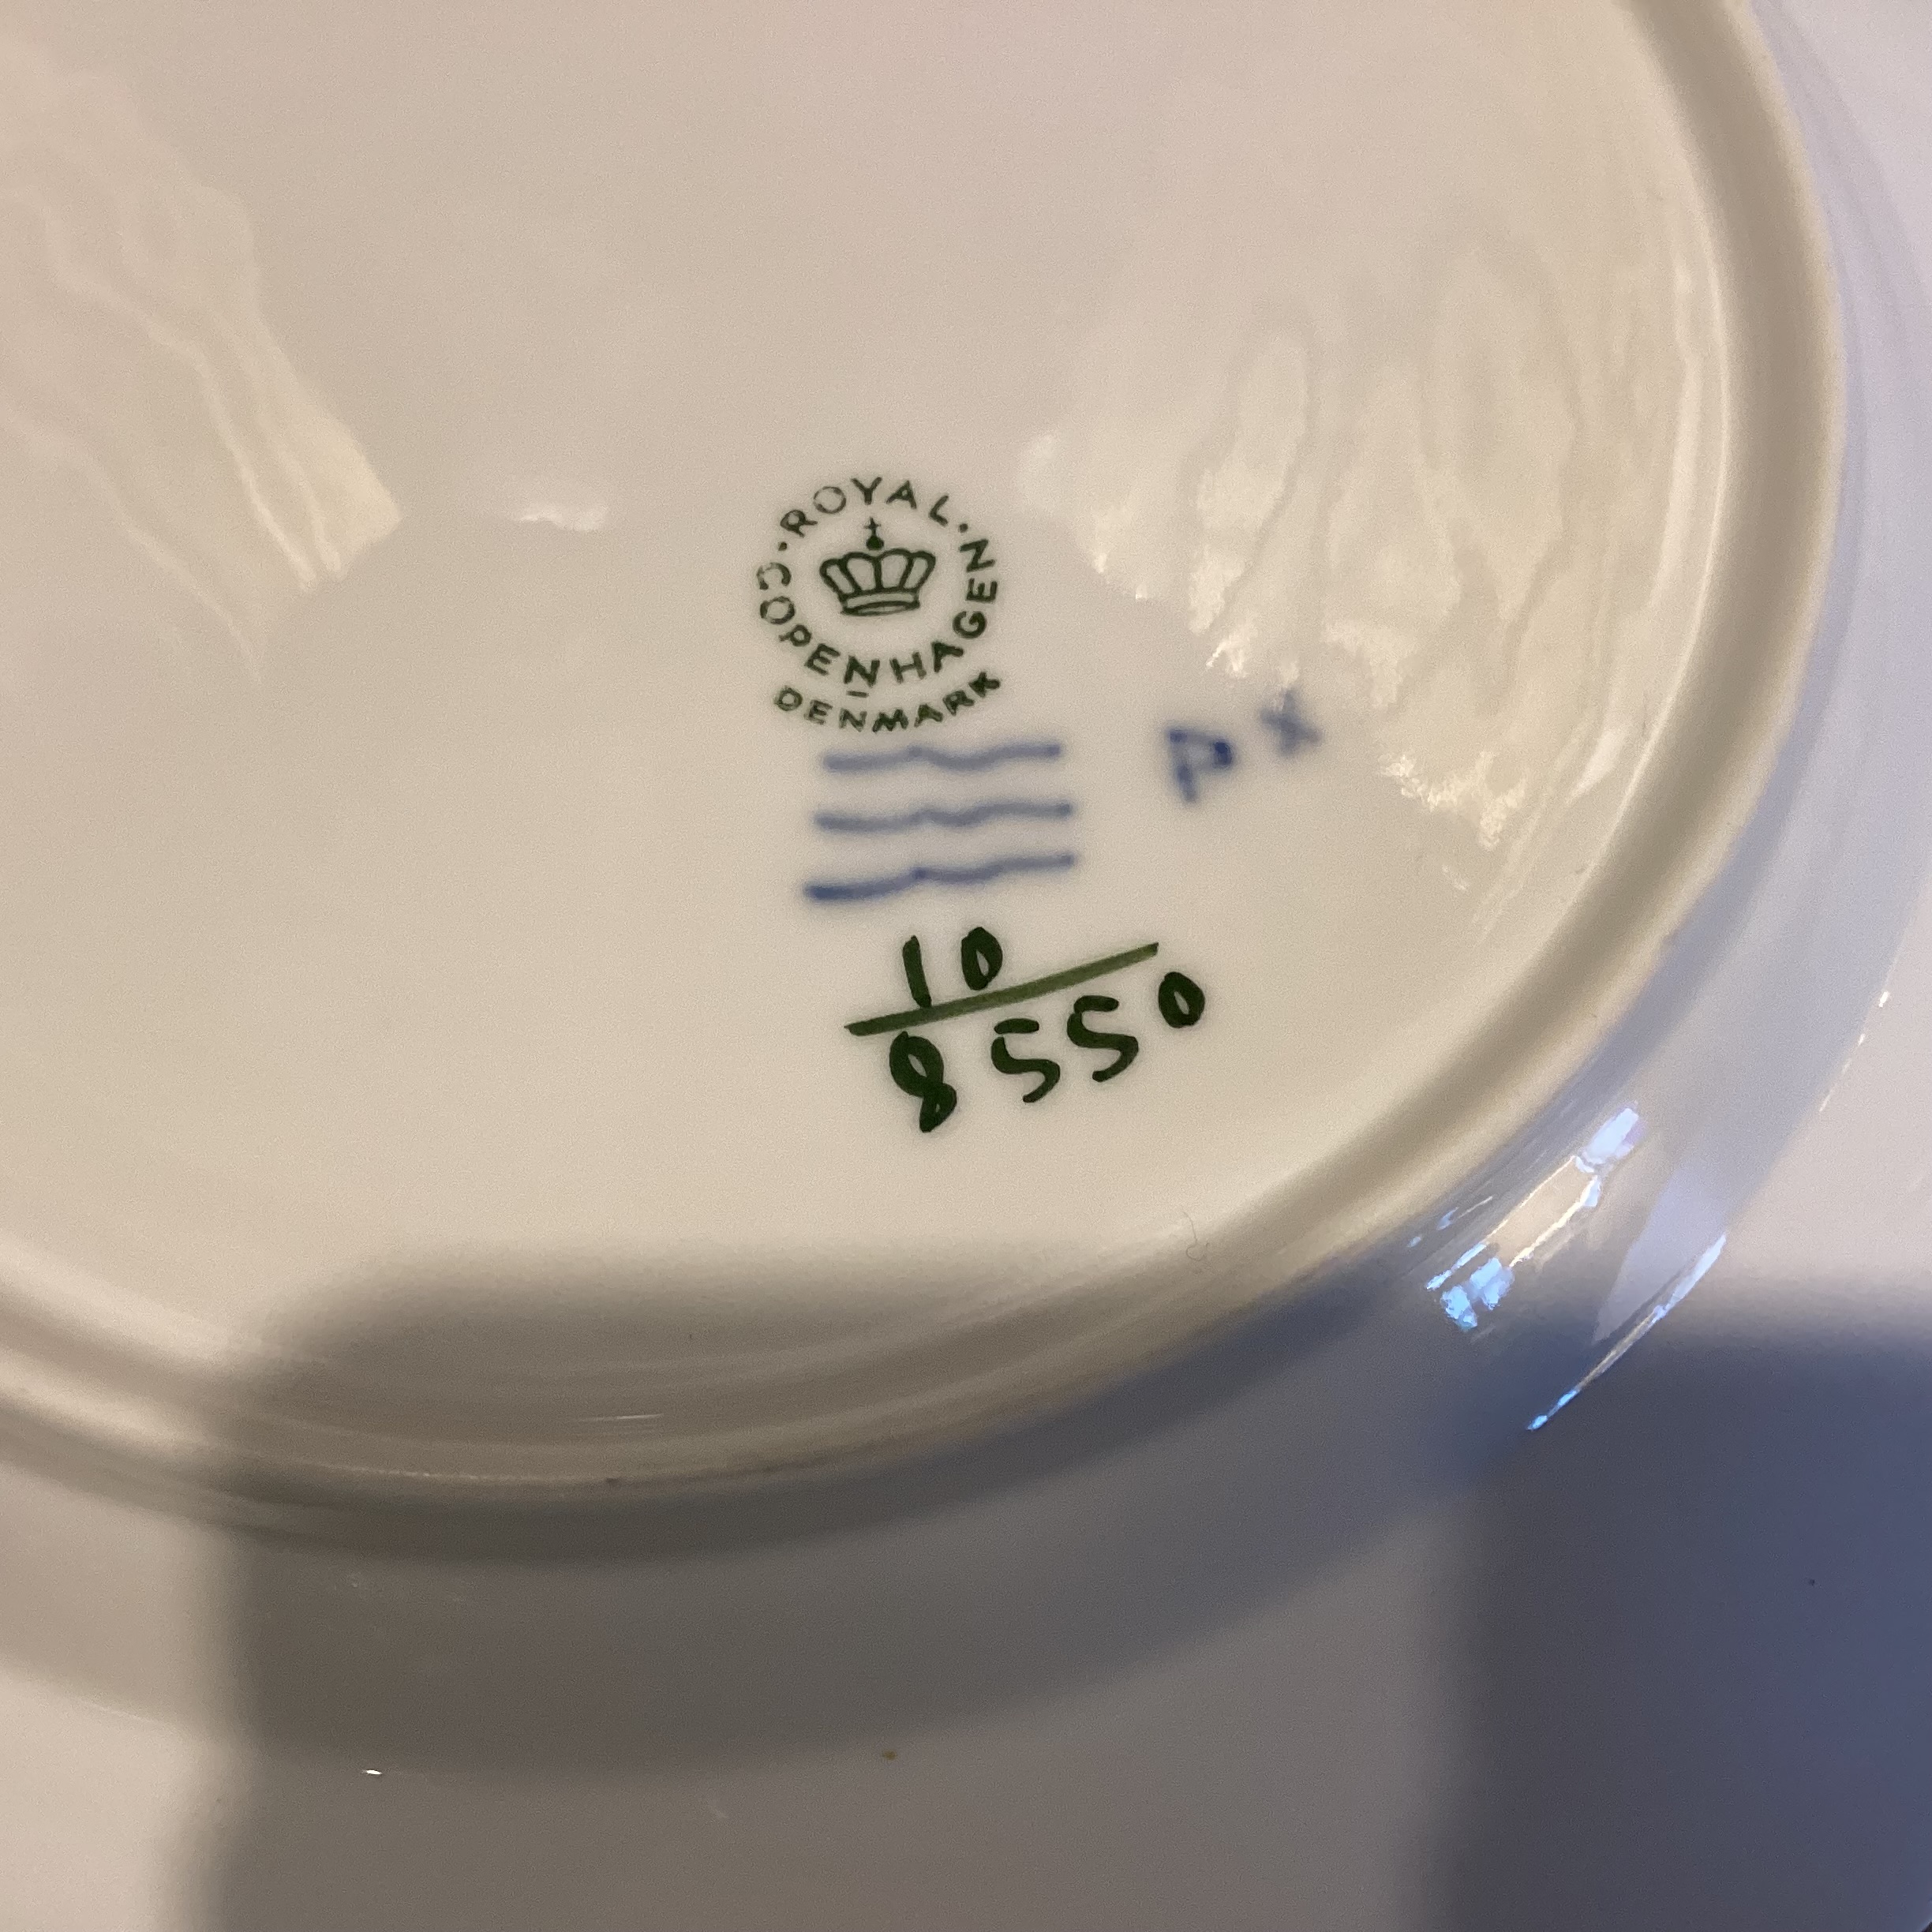 ·ROYAL·
COPENHAGEN
DENMARK
P X
10
8550